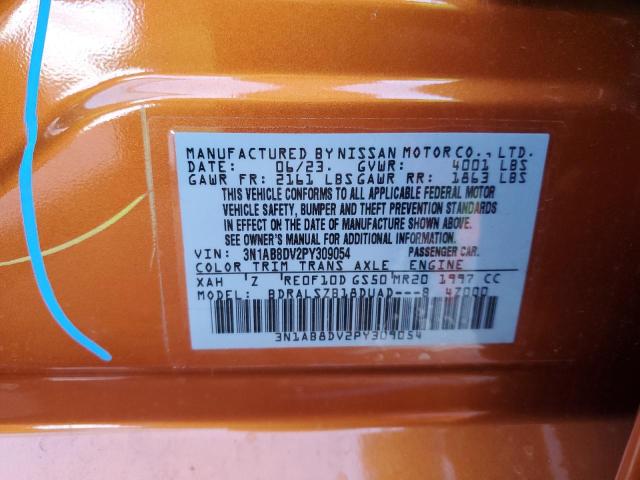 MANUFACTURED BY NISSAN MOTOR CO., LTD.
DATE: 06/23. GVWR: 4001 LBS
GAWR FR: 2161 LBS GAWR RR: 1863 LBS
THIS VEHICLE CONFORMS TO ALL APPLICABLE FEDERAL MOTOR
VEHICLE SAFETY, BUMPER AND THEFT PREVENTION STANDARDS
IN EFFECT ON THE DATE OF MANUFACTURE SHOWN ABOVE.
SEE OWNER'S MANUAL FOR ADDITIONAL INFORMATION.
VIN: 3N1AB8DV2PY309054 PASSENGER CAR.
COLOR TRIM TRANS AXLE ENGINE
XAH 'Z RE0F10D GS50 MR20 1997 CC
MODEL: BDRALSZB18DUAD---8 47000
3N1AB8DV2PY309054